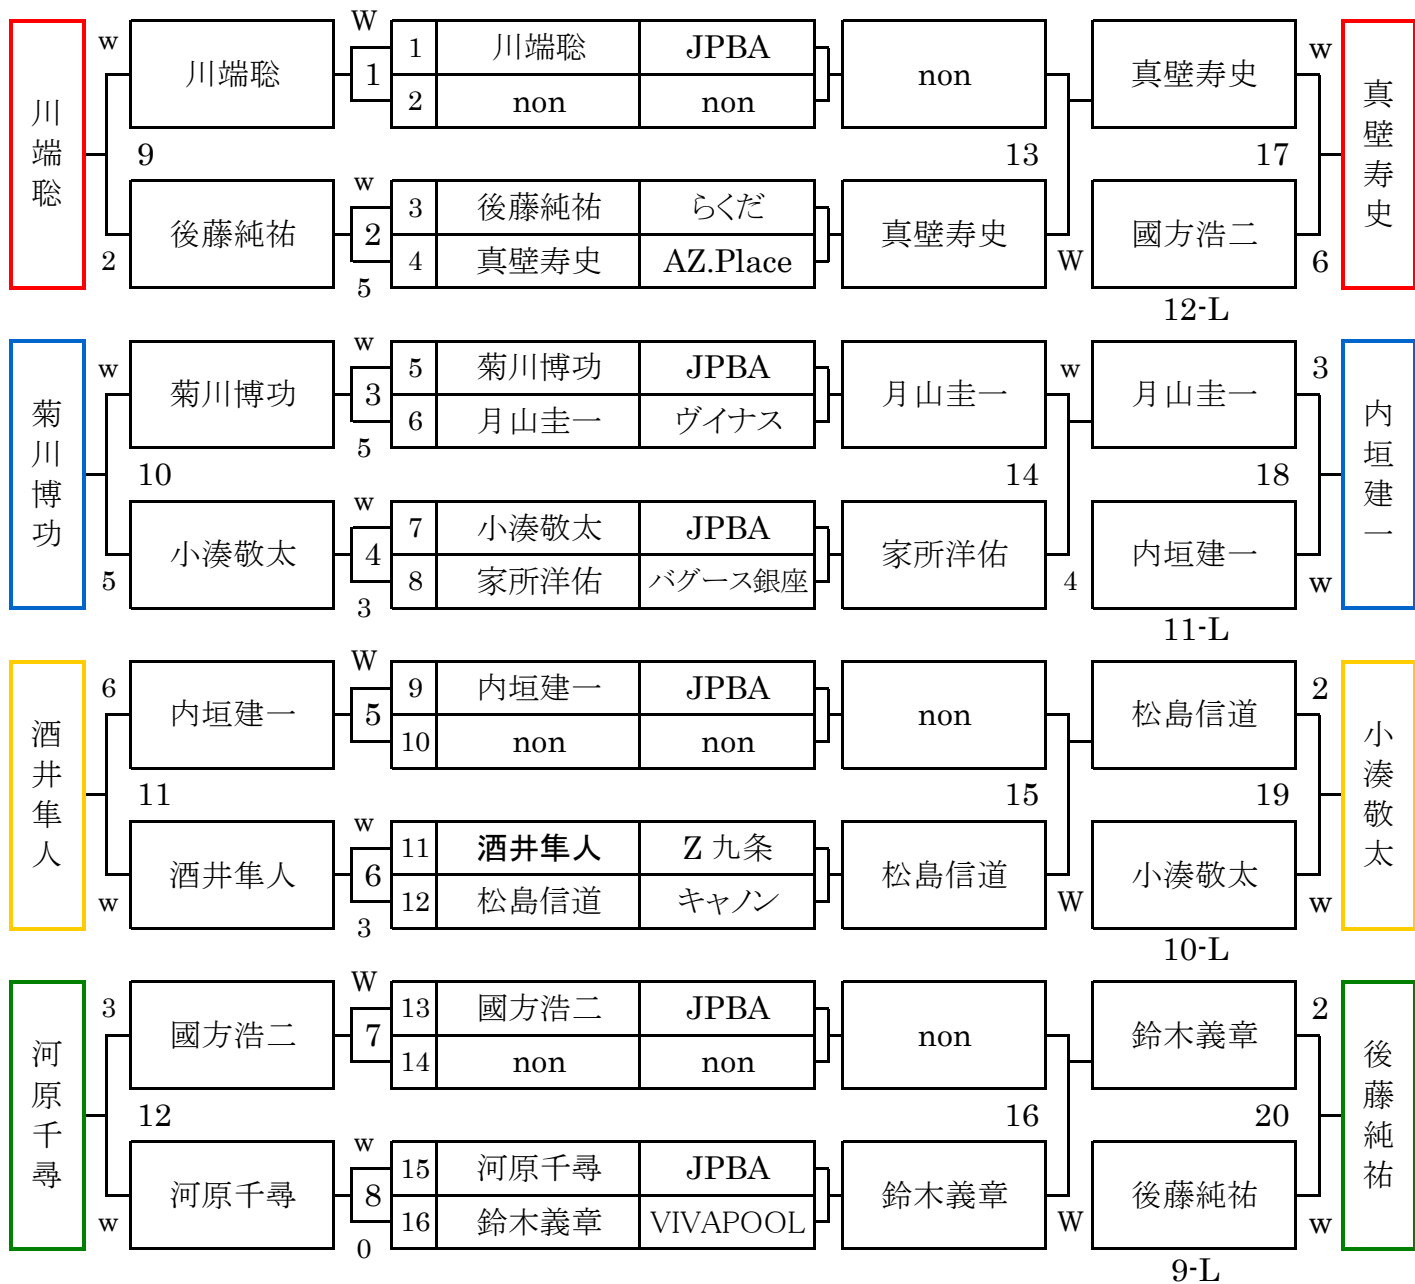 W
w 1 川端聡 JPBA w
川端聡 1 non 真壁寿史
2 non non
川端聡 9 13 17 真壁寿史
w
3 後藤純祐 らくだ
後藤純祐 2 真壁寿史 國方浩二
2 4 真壁寿史 AZ.Place W 6
5
12-L
w
w 5 菊川博功 JPBA w 3
菊川博功 3 月山圭一 月山圭一
6 月山圭一 ヴイナス
5
菊川博功 10 14 18 内垣建一
w
7 小湊敬太 JPBA
小湊敬太 4 家所洋佑 内垣建一
5 8 家所洋佑 バグース銀座 4 w
3
11-L
W
6 9 内垣建一 JPBA 2
内垣建一 5 non 松島信道
10 non non
酒井隼人 11 15 19 小湊敬太
w
11 酒井隼人 Z 九条
酒井隼人 6 松島信道 小湊敬太
w 12 松島信道 キャノン W w
3
10-L
W
3 13 國方浩二 JPBA 2
國方浩二 7 non 鈴木義章
14 non non
河原千尋 12 16 20 後藤純祐
w
15 河原千尋 JPBA
河原千尋 8 鈴木義章 後藤純祐
w 16 鈴木義章 VIVAPOOL W w
0
9-L